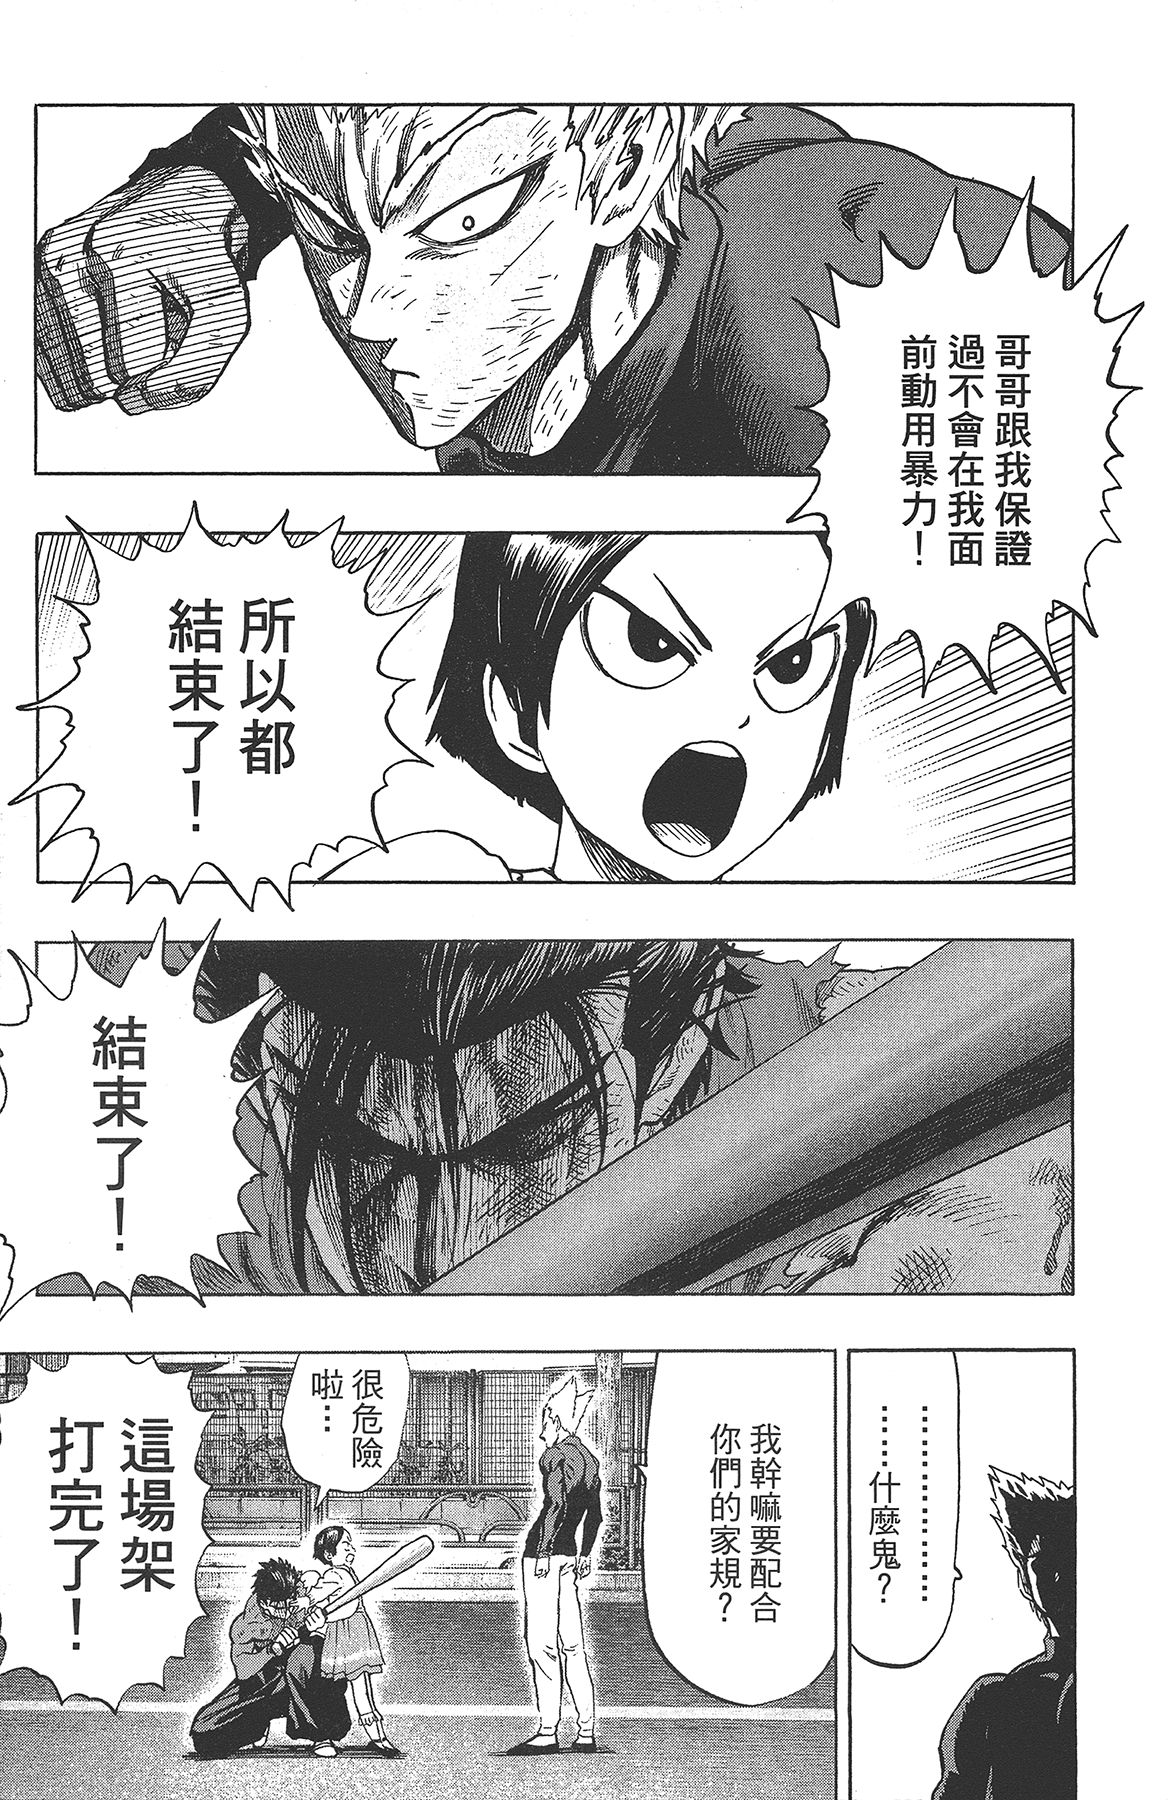 哥哥跟我保證
過不會在我面
前動用暴力！
所以都
結束了！
結束了！
………………
……什麼鬼？
我幹嘛要配合
你們的家規？
很危險
啦…
這場架
打完了！